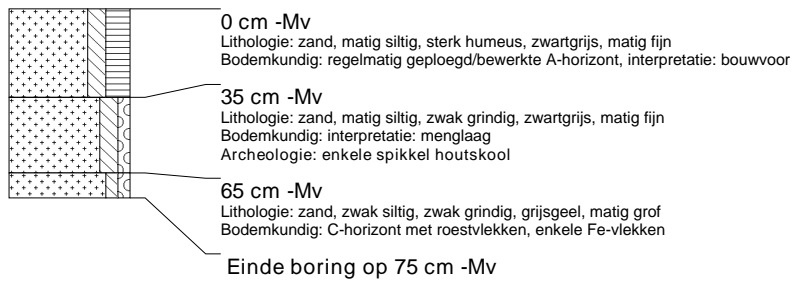 0 cm -Mv
Lithologie: zand, matig siltig, sterk humeus, zwartgrijs, matig fijn
Bodemkundig: regelmatig geploegd/bewerkte A-horizont, interpretatie: bouwvoor
35 cm -Mv
Lithologie: zand, matig siltig, zwak grindig, zwartgrijs, matig fijn
Bodemkundig: interpretatie: menglaag
Archeologie: enkele spikkel houtskool
65 cm -Mv
Lithologie: zand, zwak siltig, zwak grindig, grijsgeel, matig grof
Bodemkundig: C-horizont met roestvlekken, enkele Fe-vlekken
Einde boring op 75 cm -Mv